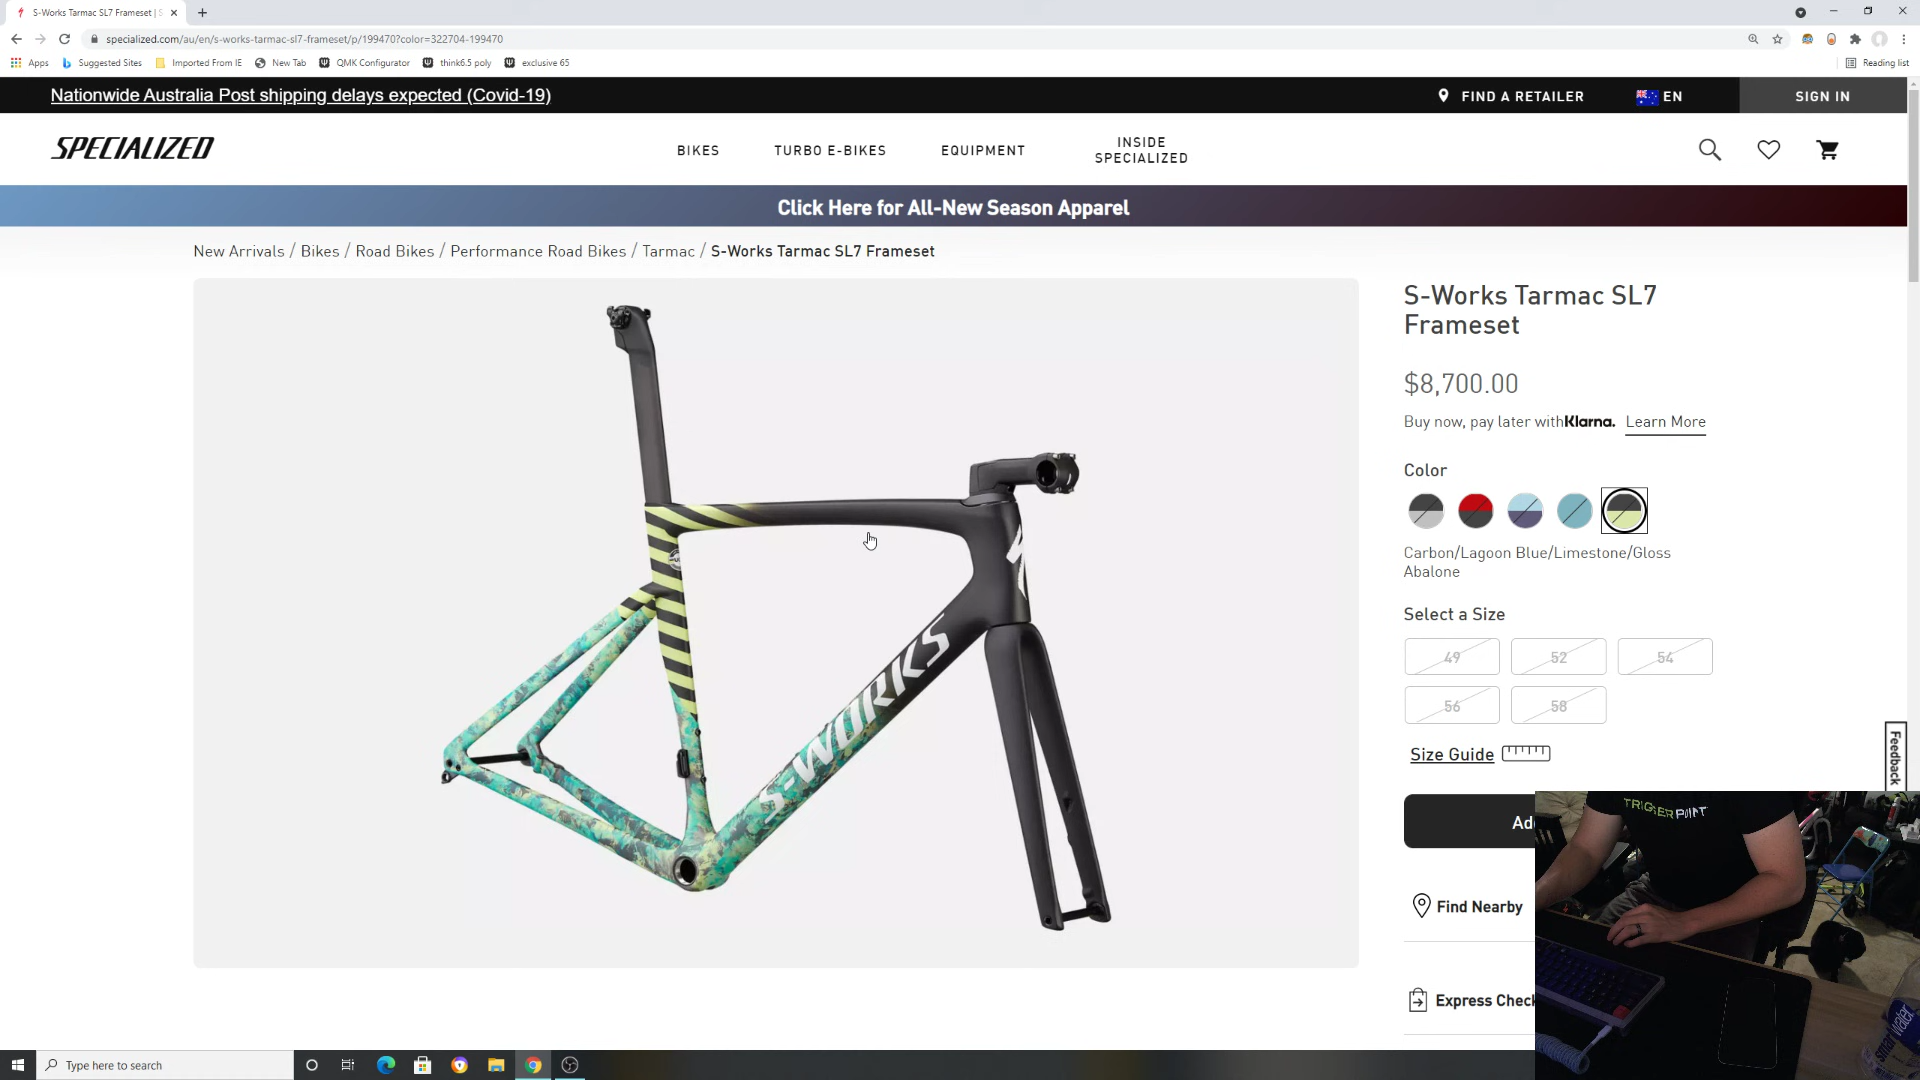 S-Works Tarmac SL7 Frameset | S
specialized.com/au/en/s-works-tarmac-sl7-frameset/p/199470?color=322704-199470
Apps Suggested Sites Imported From IE New Tab QMK Configurator think6.5 poly exclusive 65 Reading list
Nationwide Australia Post shipping delays expected (Covid-19) FIND A RETAILER EN SIGN IN
SPECIALIZED BIKES TURBO E-BIKES EQUIPMENT INSIDE
SPECIALIZED
Click Here for All-New Season Apparel
New Arrivals / Bikes / Road Bikes / Performance Road Bikes / Tarmac / S-Works Tarmac SL7 Frameset
S-Works Tarmac SL7
Frameset
$8,700.00
Buy now, pay later withKlarna. Learn More
Color
Carbon/Lagoon Blue/Limestone/Gloss
Abalone
Select a Size
49 52 54
56 58
Size Guide
S-WORKS
Feedback
Ad
Find Nearby
Express Check
TRIGGERPOINT
smartwater
Type here to search